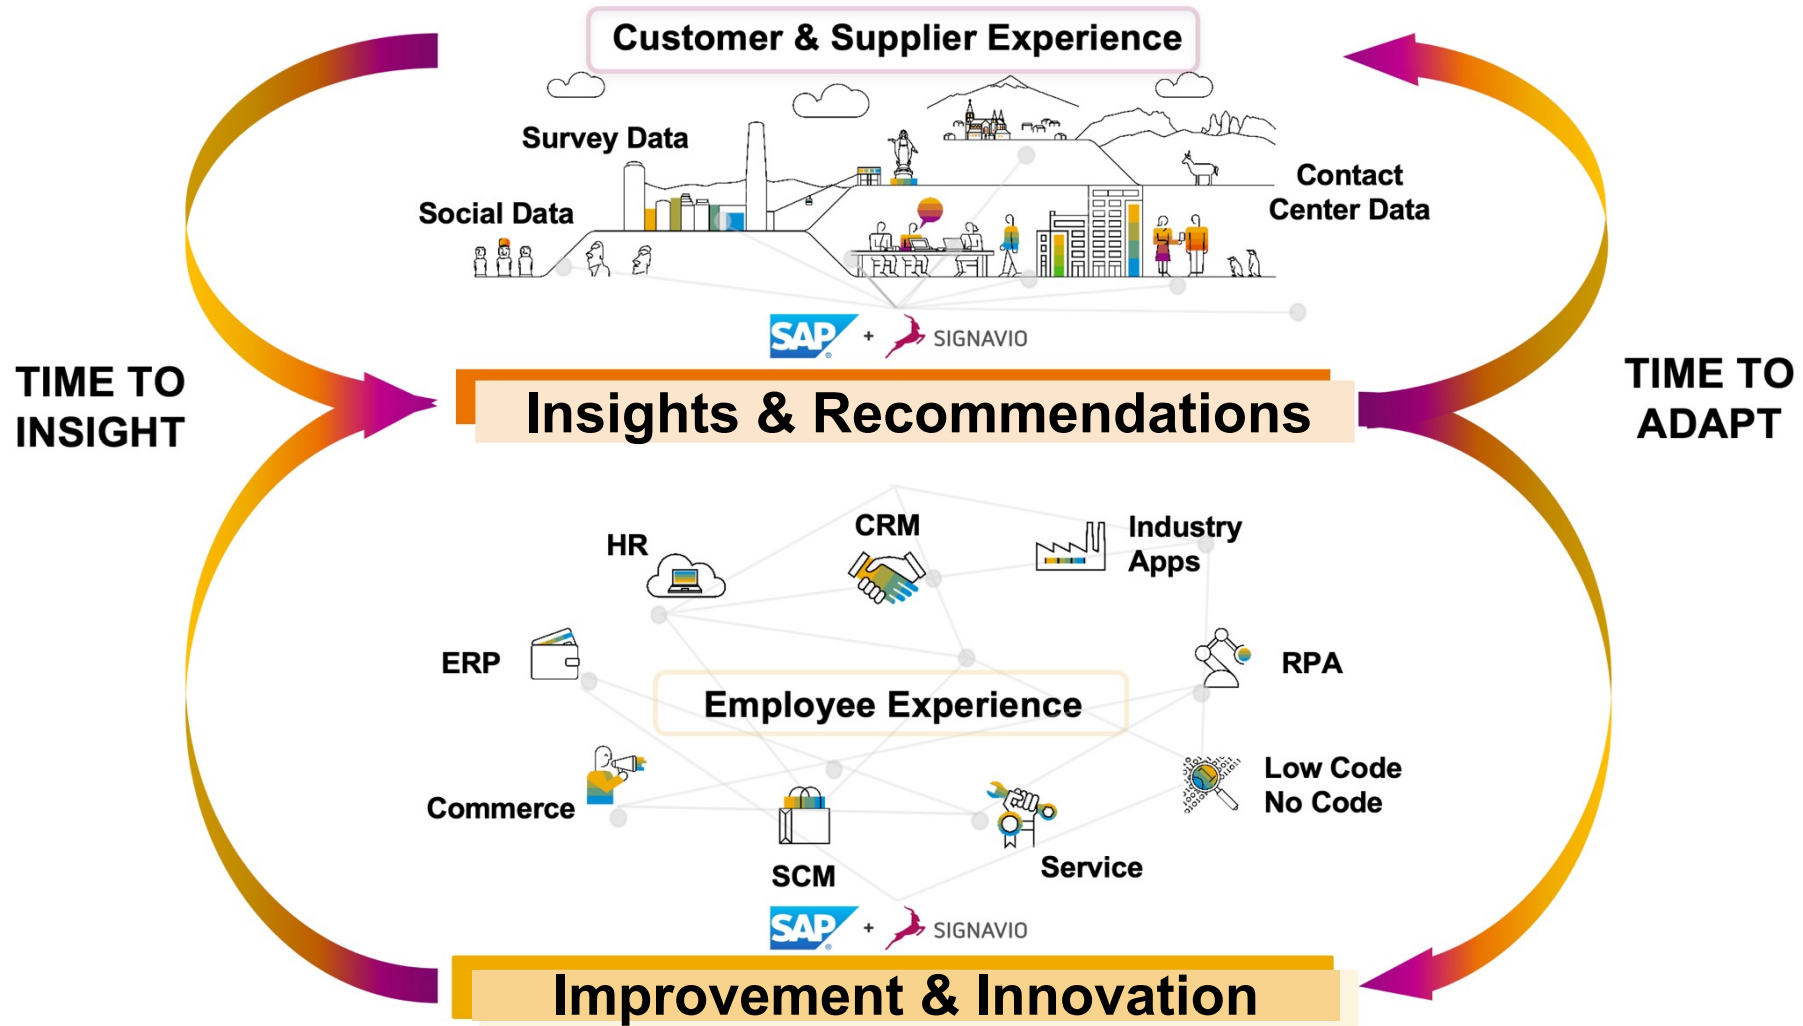 Customer & Supplier Experience
Survey Data
Social Data
Contact
Center Data
SAP® + SIGNAVIO
TIME TO
INSIGHT
Insights & Recommendations
TIME TO
ADAPT
HR
CRM
Industry
Apps
ERP
RPA
Employee Experience
Commerce
Low Code
No Code
SCM
Service
SAP® + SIGNAVIO
Improvement & Innovation